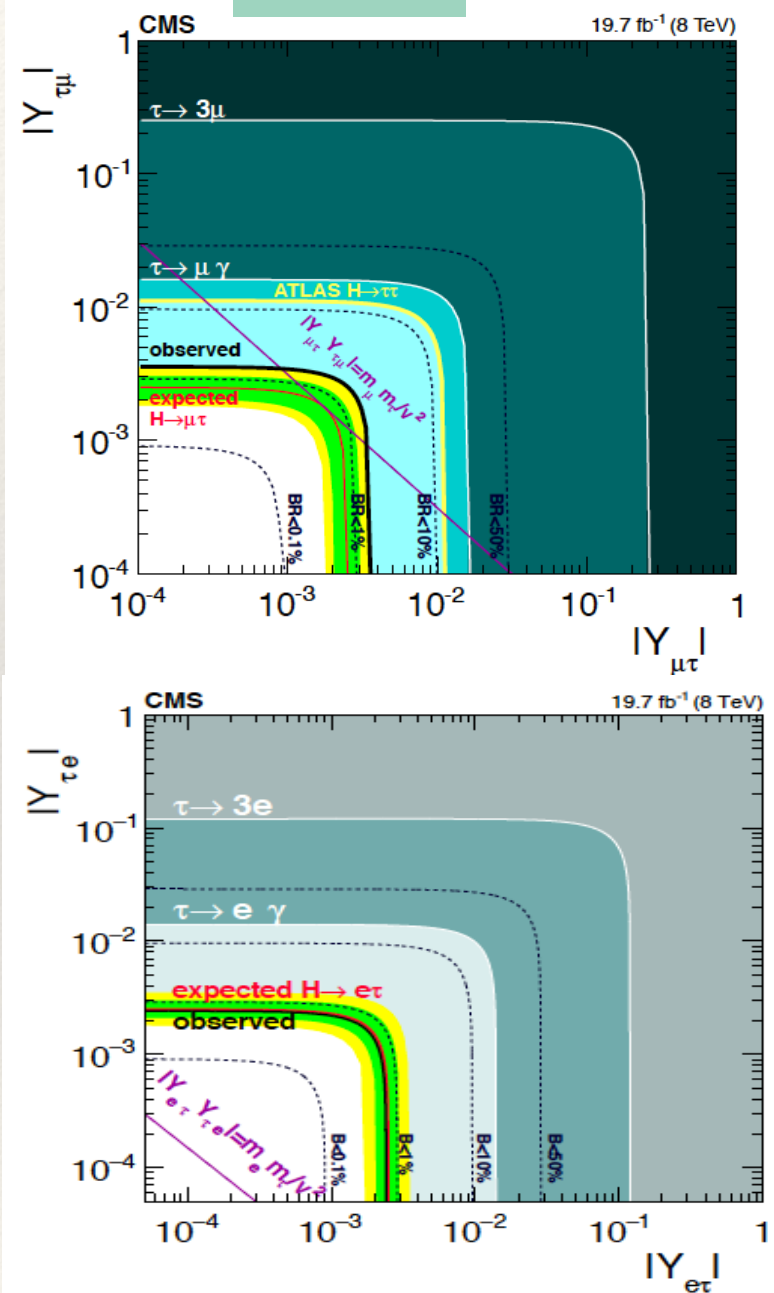 CMS 19.7 fb⁻¹ (8 TeV)
|Y_τμ|
1
τ→ 3μ
10⁻¹
τ→ μ γ
ATLAS H→ττ
10⁻²
|Y_μτ Y_τμ|=m_μ m_τ/v²
observed
expected
H→μτ
10⁻³
BR<0.1% BR<1% BR<10% BR<50%
10⁻⁴
10⁻⁴ 10⁻³ 10⁻² 10⁻¹ 1
|Y_μτ|
CMS 19.7 fb⁻¹ (8 TeV)
|Y_τe|
1
τ→ 3e
10⁻¹
τ→ e γ
10⁻²
expected H→ eτ
observed
10⁻³
|Y_eτ Y_τe|=m_e m_τ/v²
B<0.1% B<1% B<10% B<50%
10⁻⁴
10⁻⁴ 10⁻³ 10⁻² 10⁻¹ 1
|Y_eτ|